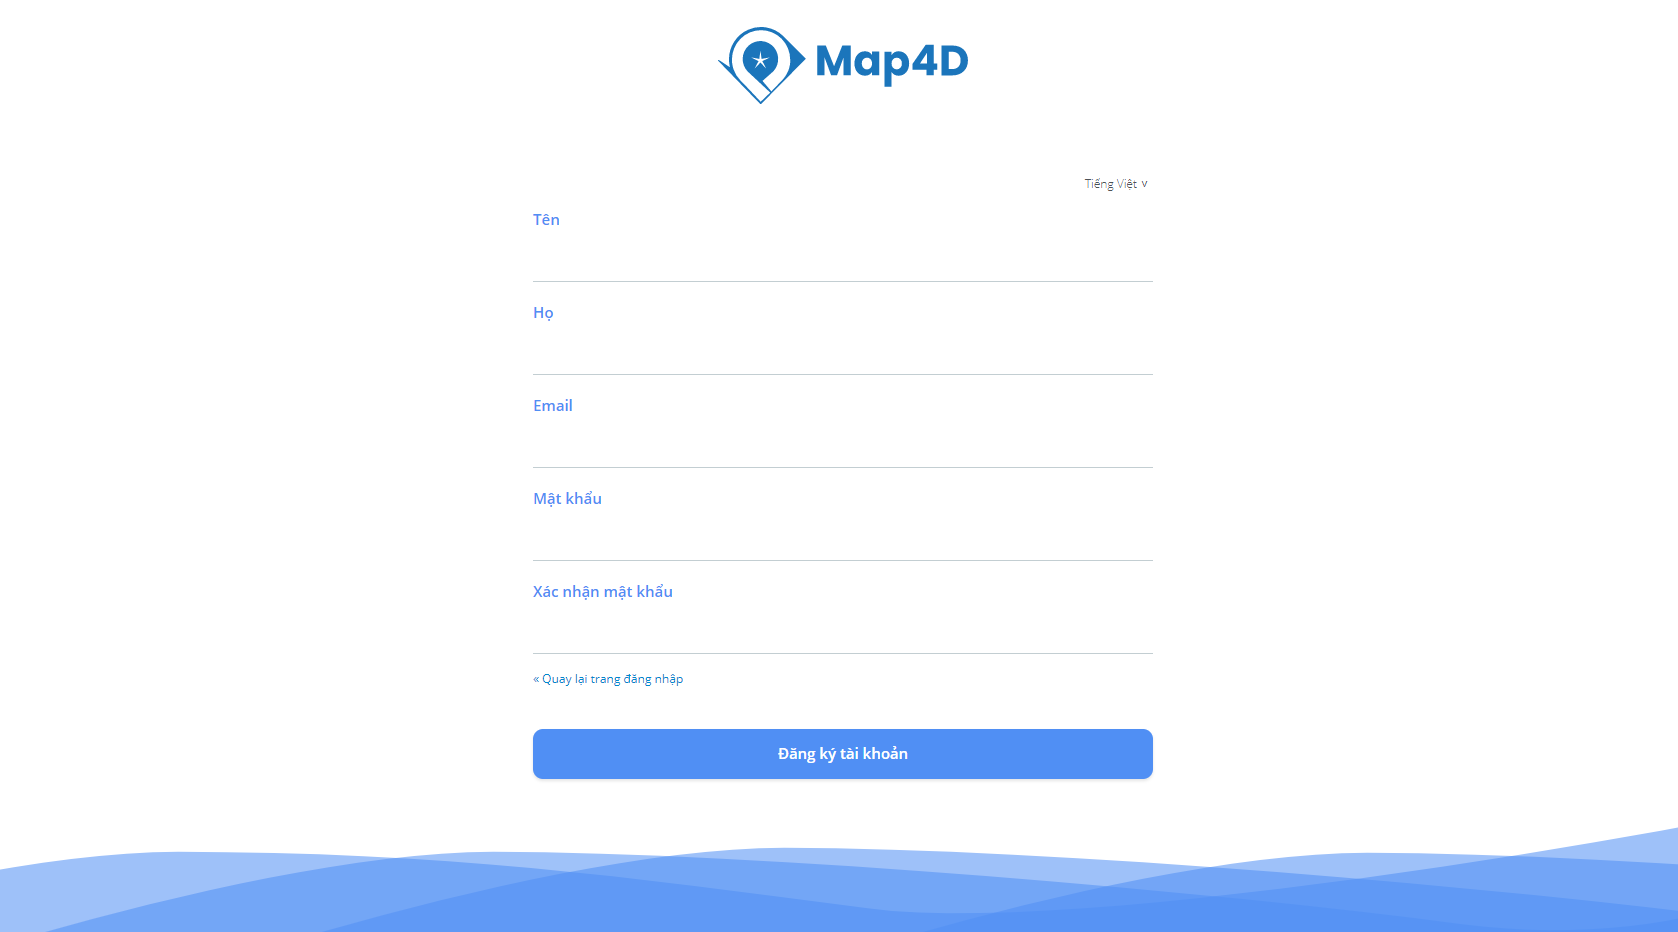 Map4D
Tiếng Việt v
Tên
Họ
Email
Mật khẩu
Xác nhận mật khẩu
« Quay lại trang đăng nhập
Đăng ký tài khoản